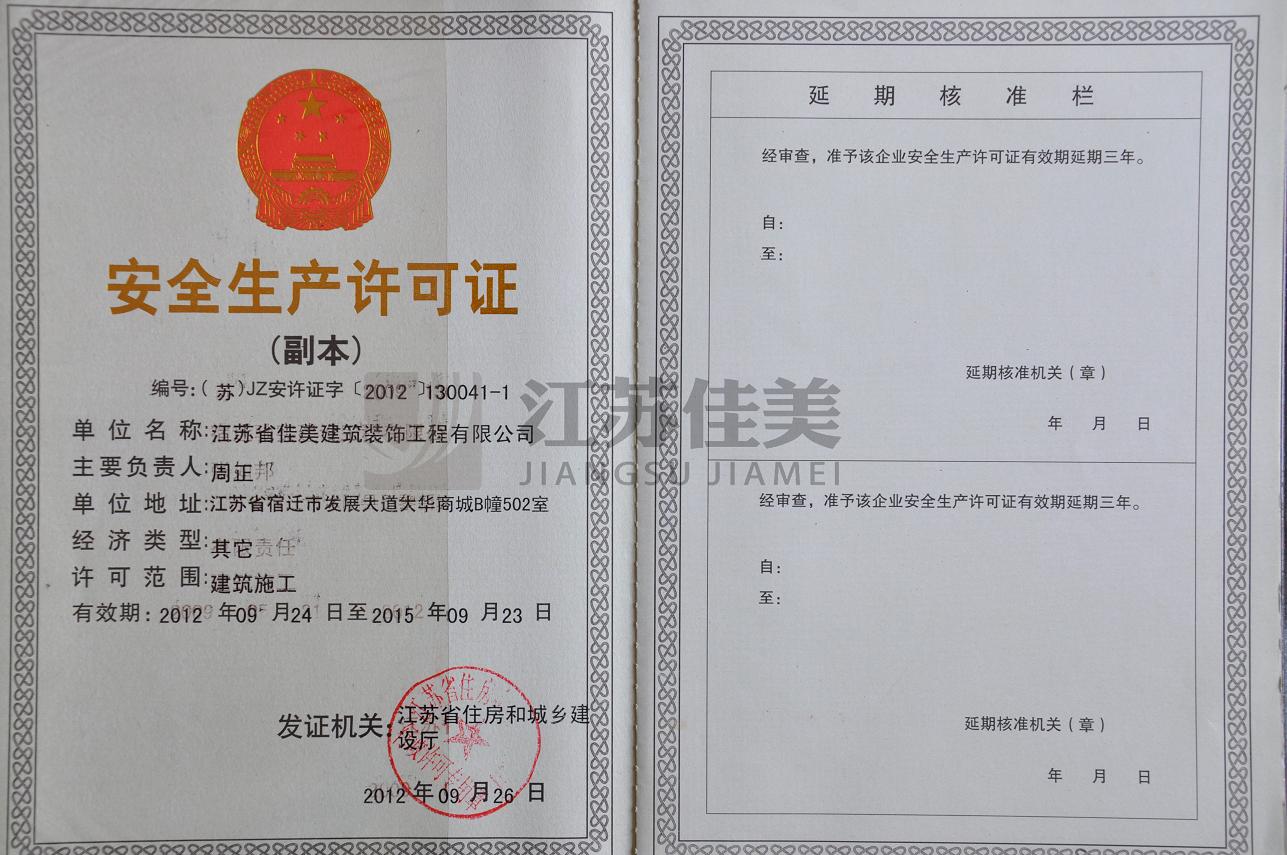 安全生产许可证
(副本)
编号:(苏)JZ安许证字〔2012〕130041-1
单位名称:江苏省佳美建筑装饰工程有限公司
主要负责人:周正邦
单位地址:江苏省宿迁市发展大道大华商城B幢502室
经济类型:其它
许可范围:建筑施工
有效期:2012年09月24日至2015年09月23日
发证机关:江苏省住房和城乡建
设厅
2012年09月26日
江苏省住房
延期核准栏
经审查，准予该企业安全生产许可证有效期延期三年。
自:
至:
延期核准机关(章)
年 月 日
经审查，准予该企业安全生产许可证有效期延期三年。
自:
至:
延期核准机关(章)
年 月 日
江苏佳美
JIANGSU JIAMEI